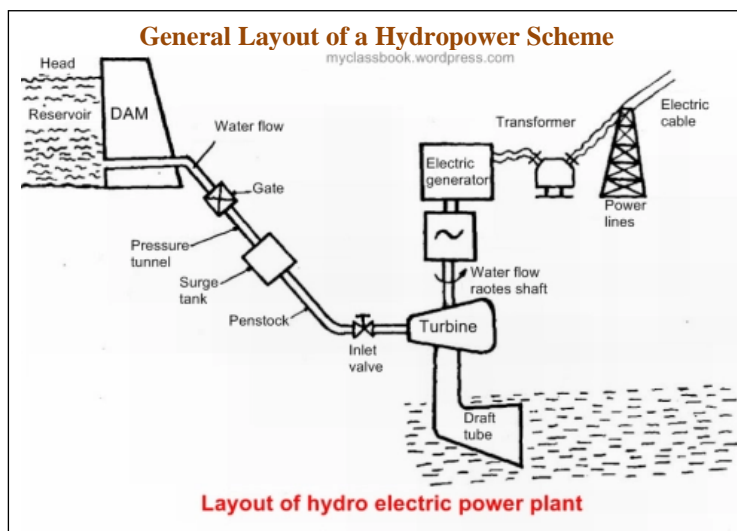 General Layout of a Hydropower Scheme
myclassbook.wordpress.com
Head
Reservoir
DAM
Water flow
Gate
Pressure
tunnel
Surge
tank
Penstock
Inlet
valve
Turbine
Water flow
raotes shaft
Electric
generator
Transformer
Electric
cable
Power
lines
Draft
tube
Layout of hydro electric power plant